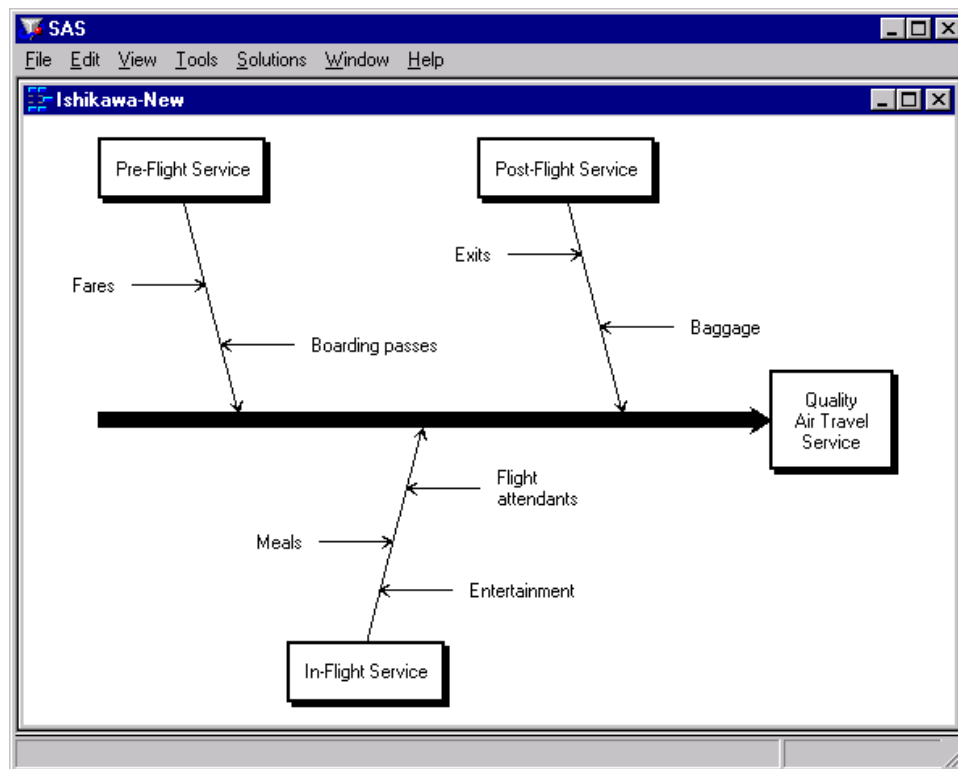 SAS
File Edit View Tools Solutions Window Help
Ishikawa-New
Pre-Flight Service
Post-Flight Service
Exits
Fares
Baggage
Boarding passes
Quality
Air Travel
Service
Flight
attendants
Meals
Entertainment
In-Flight Service